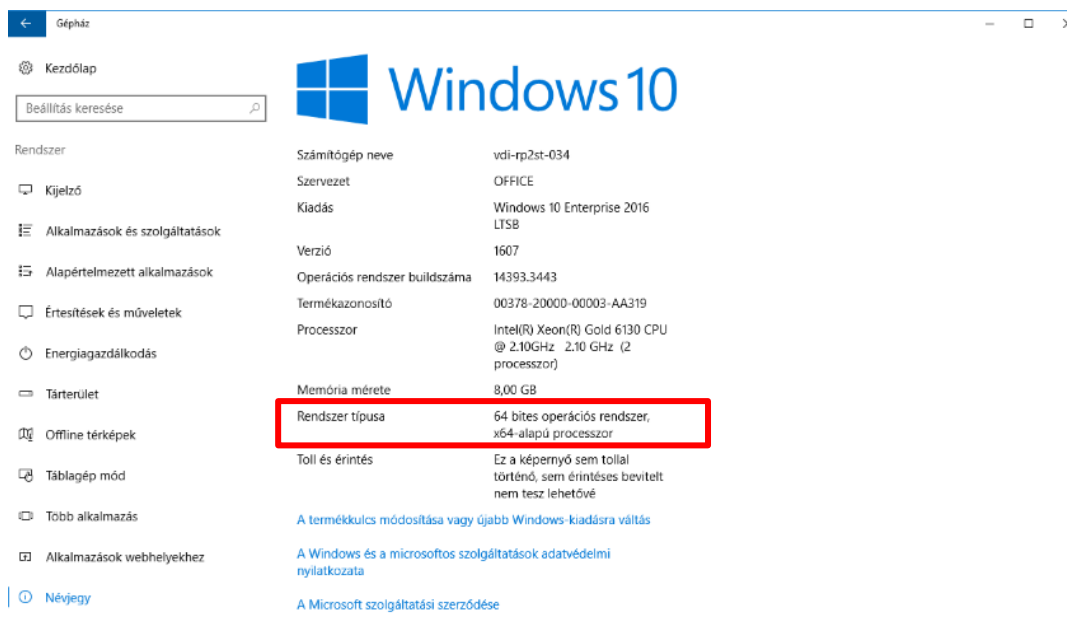 Gépház
Kezdőlap
Beállítás keresése
Rendszer
Kijelző
Alkalmazások és szolgáltatások
Alapértelmezett alkalmazások
Értesítések és műveletek
Energiagazdálkodás
Tárterület
Offline térképek
Táblagép mód
Több alkalmazás
Alkalmazások webhelyekhez
Névjegy
Windows 10
Számítógép neve vdi-rp2st-034
Szervezet OFFICE
Kiadás Windows 10 Enterprise 2016
LTSB
Verzió 1607
Operációs rendszer buildszáma 14393.3443
Termékazonosító 00378-20000-00003-AA319
Processzor Intel(R) Xeon(R) Gold 6130 CPU
@ 2.10GHz 2.10 GHz (2
processzor)
Memória mérete 8,00 GB
Rendszer típusa 64 bites operációs rendszer,
x64-alapú processzor
Toll és érintés Ez a képernyő sem tollal
történő, sem érintéses bevitelt
nem tesz lehetővé
A termékkulcs módosítása vagy újabb Windows-kiadásra váltás
A Windows és a microsoftos szolgáltatások adatvédelmi
nyilatkozata
A Microsoft szolgáltatási szerződése